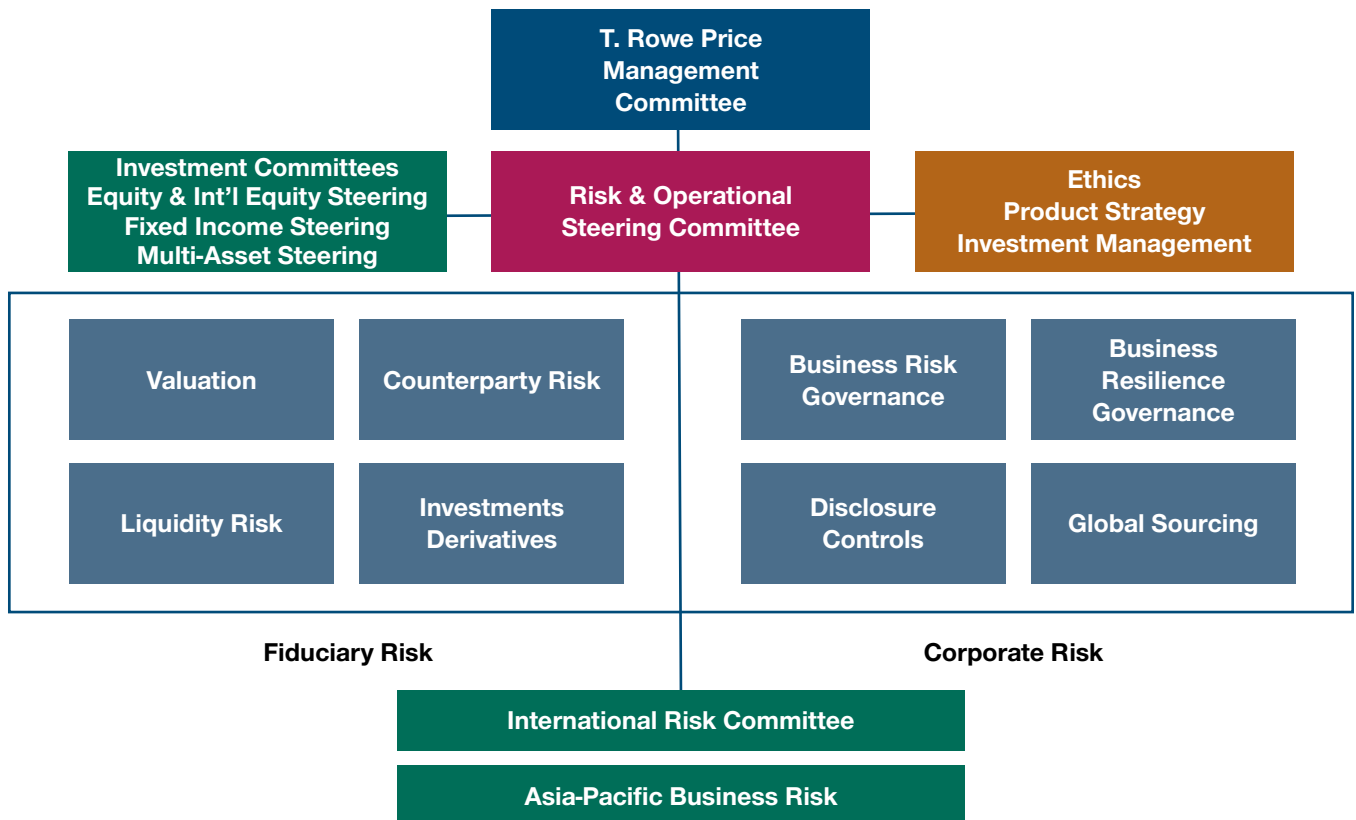 T. Rowe Price
Management
Committee
Investment Committees
Equity & Int'l Equity Steering
Fixed Income Steering
Multi-Asset Steering
Risk & Operational
Steering Committee
Ethics
Product Strategy
Investment Management
Valuation
Counterparty Risk
Business Risk
Governance
Business
Resilience
Governance
Liquidity Risk
Investments
Derivatives
Disclosure
Controls
Global Sourcing
Fiduciary Risk
Corporate Risk
International Risk Committee
Asia-Pacific Business Risk